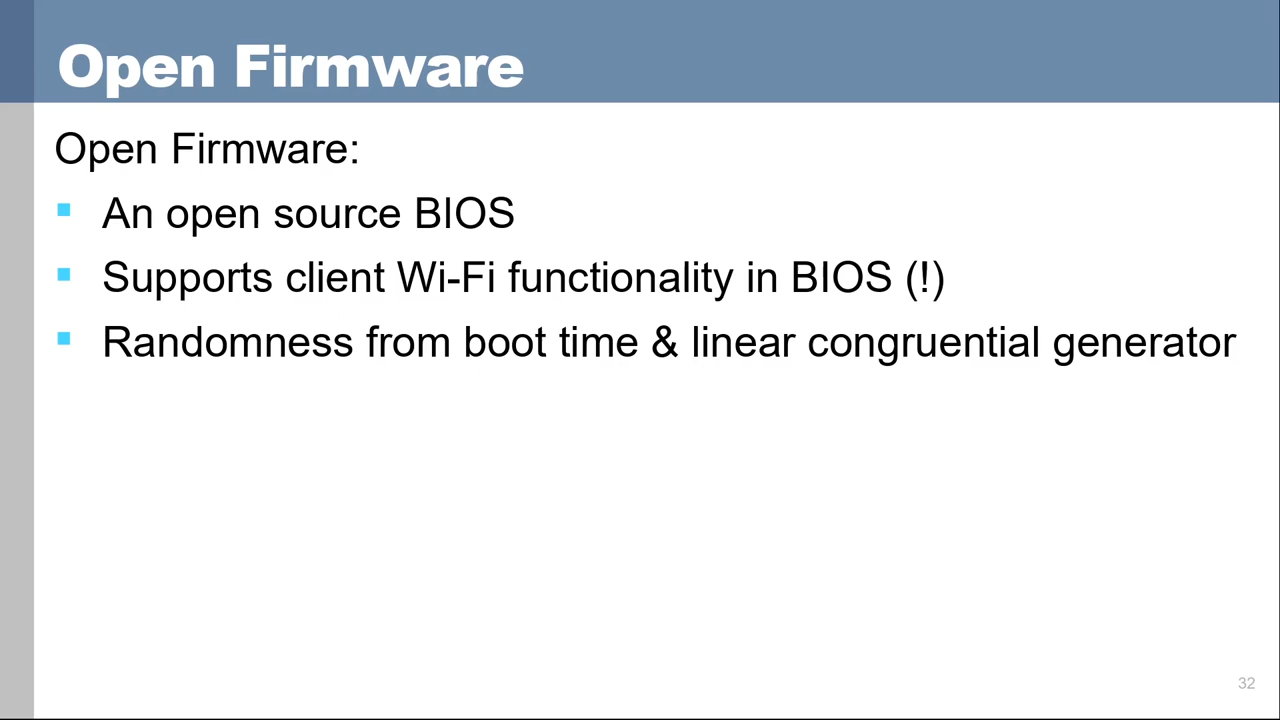 Open Firmware
Open Firmware:
An open source BIOS
Supports client Wi-Fi functionality in BIOS (!)
Randomness from boot time & linear congruential generator
32